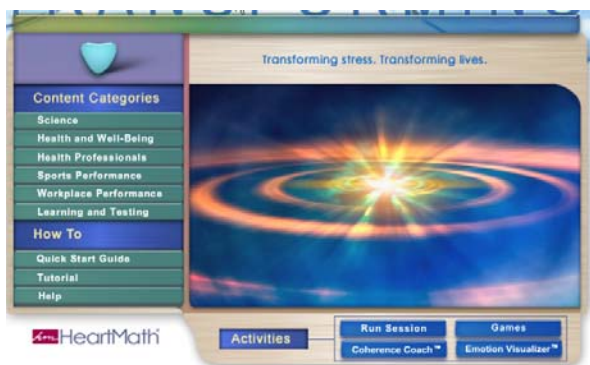 Transforming stress. Transforming lives.
Content Categories
Science
Health and Well-Being
Health Professionals
Sports Performance
Workplace Performance
Learning and Testing
How To
Quick Start Guide
Tutorial
Help
HeartMath
Activities
Run Session
Games
Coherence Coach™
Emotion Visualizer™